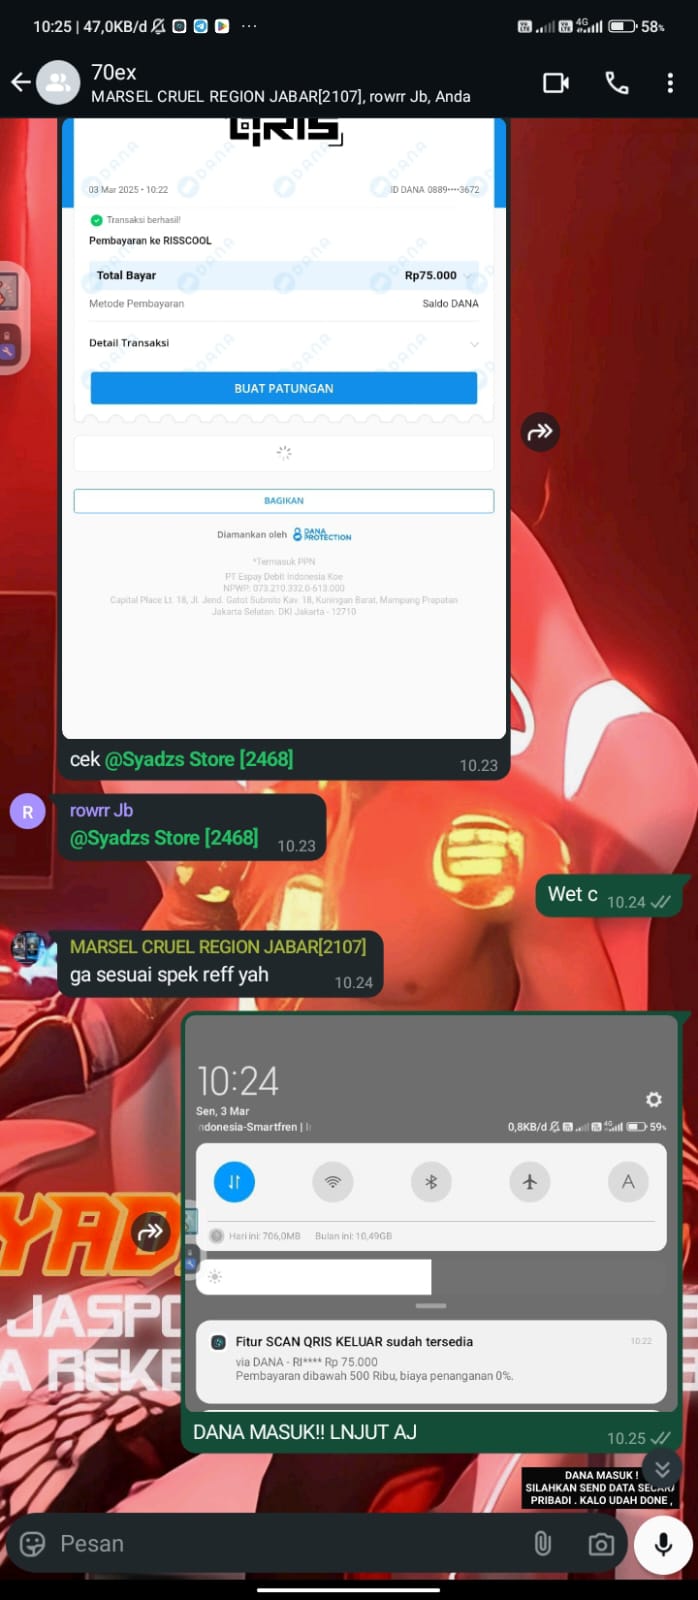 10:25 | 47,0KB/d
4G
58%
70ex
MARSEL CRUEL REGION JABAR[2107], rowrr Jb, Anda
QRIS
03 Mar 2025 • 10:22
ID DANA 0889••••3672
Transaksi berhasil!
Pembayaran ke RISSCOOL
Total Bayar
Rp75.000
Metode Pembayaran
Saldo DANA
Detail Transaksi
BUAT PATUNGAN
BAGIKAN
Diamankan oleh DANA PROTECTION
*Termasuk PPN
PT Espay Debit Indonesia Koe
NPWP: 073.210.332.0-613.000
Capital Place Lt. 18, Jl. Jend. Gatot Subroto Kav. 18, Kuningan Barat, Mampang Prapatan
Jakarta Selatan. DKI Jakarta - 12710
cek @Syadzs Store [2468]
10.23
R
rowrr Jb
@Syadzs Store [2468]
10.23
Wet c
10.24
MARSEL CRUEL REGION JABAR[2107]
ga sesuai spek reff yah
10.24
10:24
Sen, 3 Mar
ndonesia-Smartfren |
0,8KB/d
4G
59%
A
Hari ini: 706,0MB
Bulan ini: 10,49GB
Fitur SCAN QRIS KELUAR sudah tersedia
10:22
via DANA - RI**** Rp 75.000
Pembayaran dibawah 500 Ribu, biaya penanganan 0%.
YAD
JASP
A REKE
DANA MASUK!! LNJUT AJ
10.25
DANA MASUK !
SILAHKAN SEND DATA SECARA
PRIBADI . KALO UDAH DONE ,
Pesan